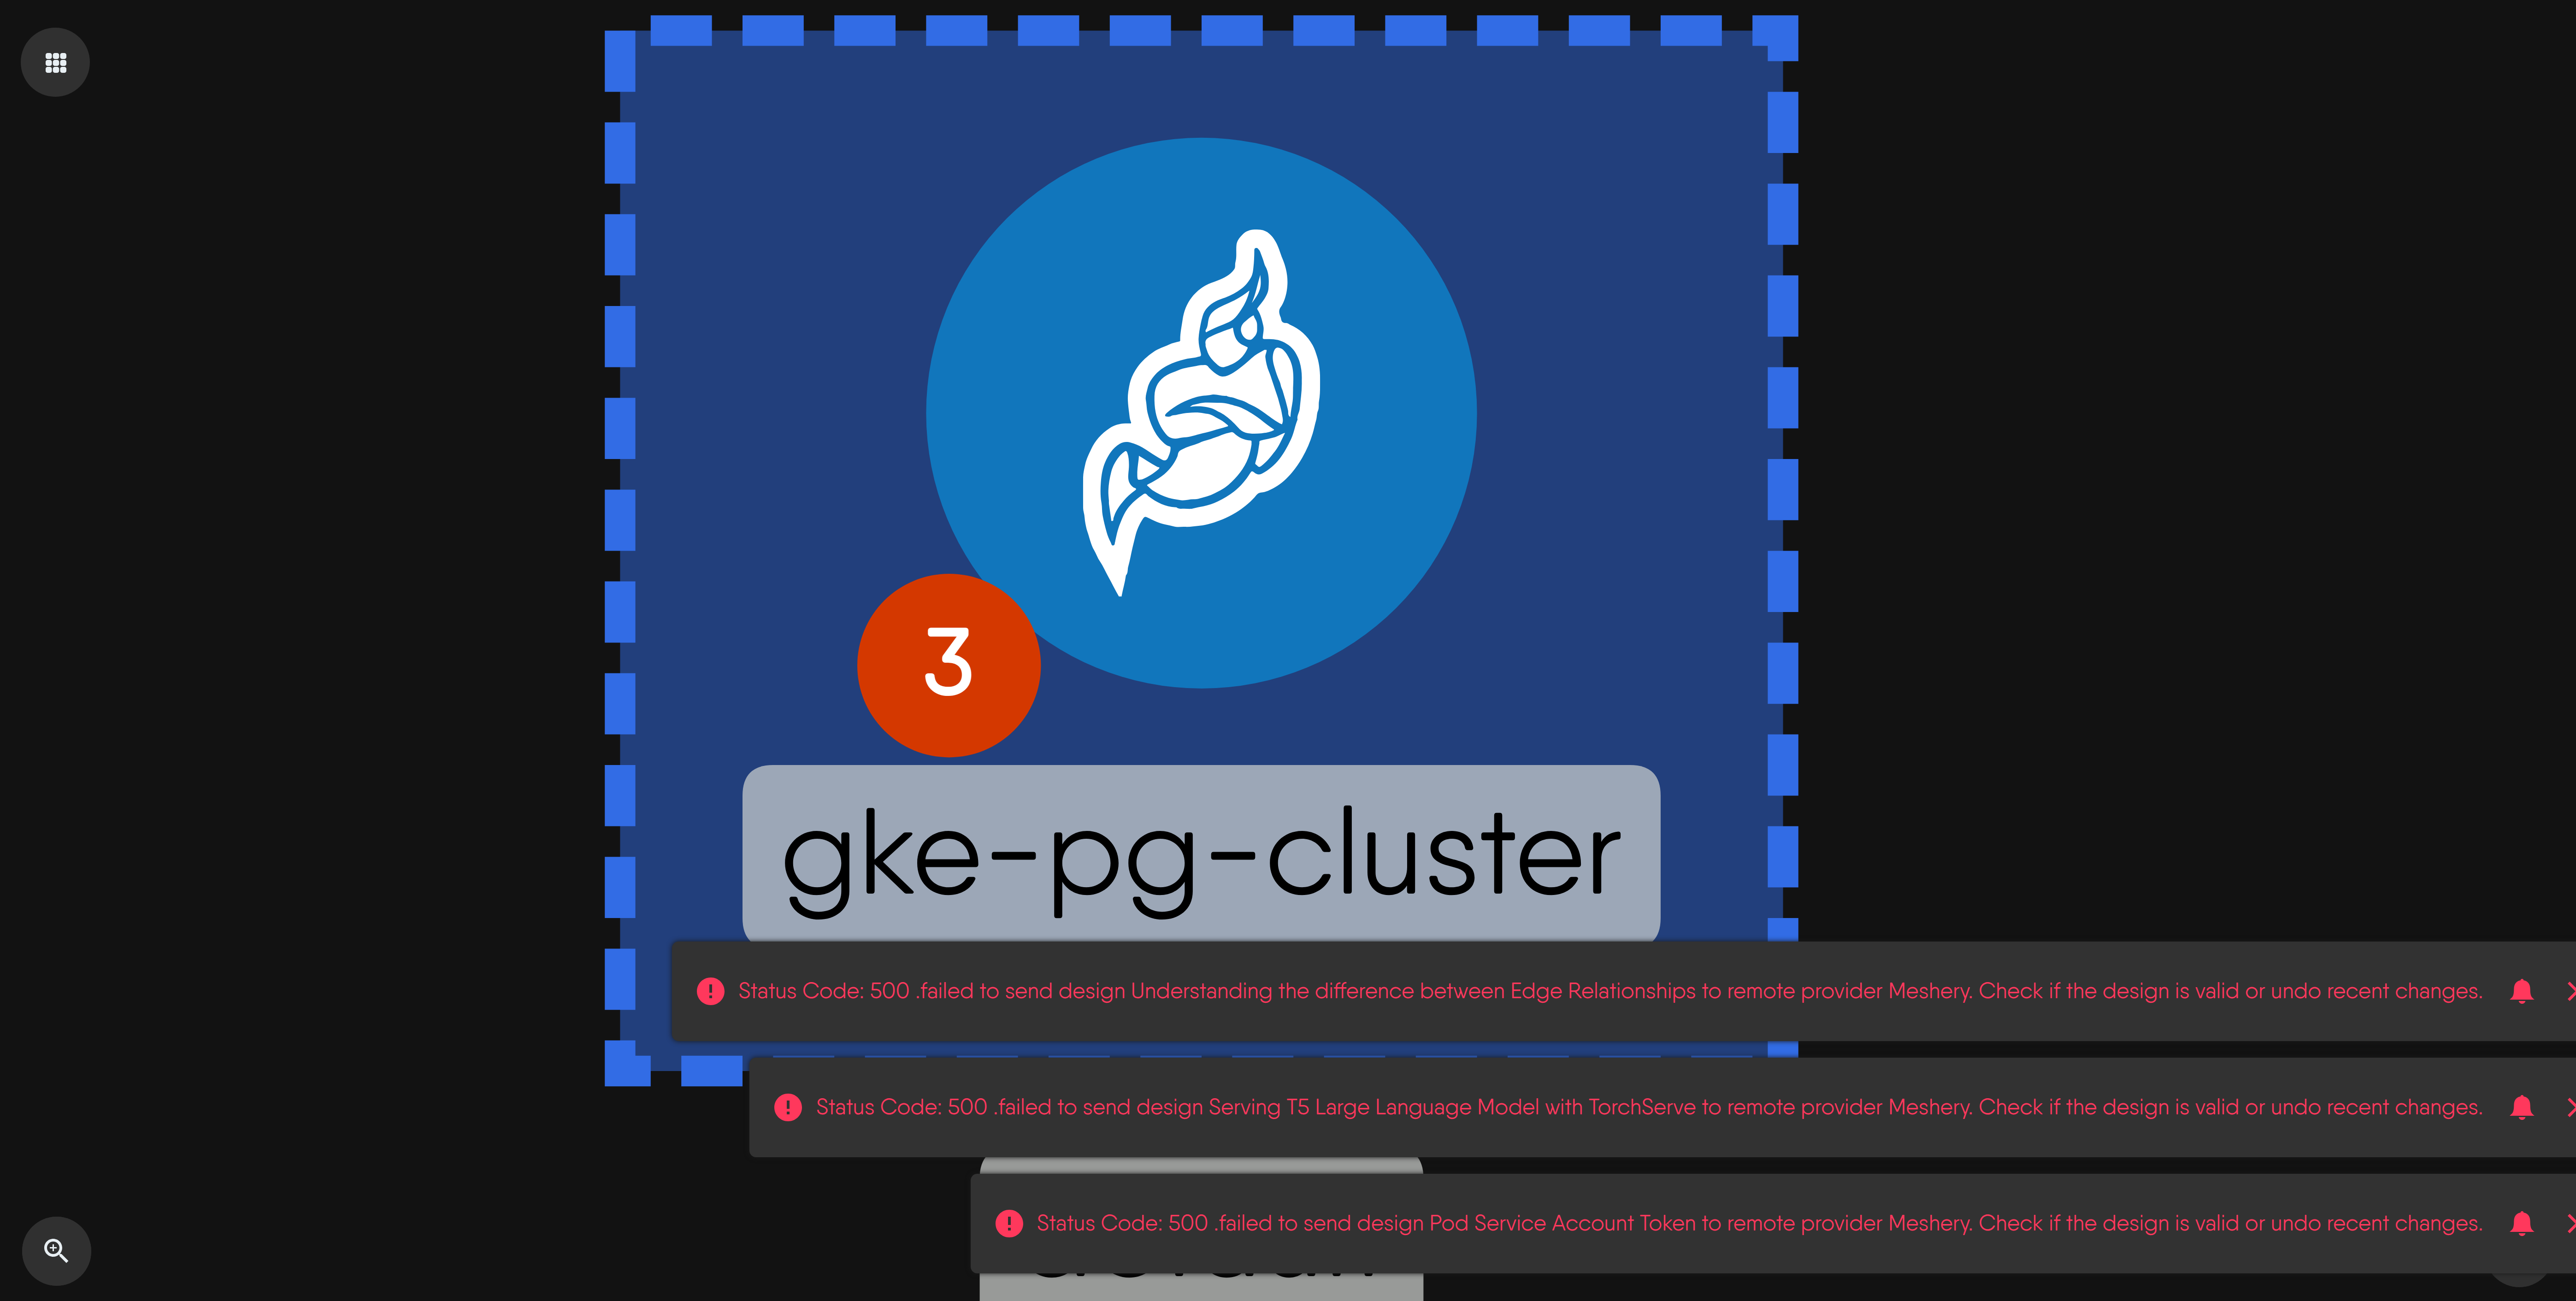 3
gke-pg-cluster
Status Code: 500 .failed to send design Understanding the difference between Edge Relationships to remote provider Meshery. Check if the design is valid or undo recent changes.
Status Code: 500 .failed to send design Serving T5 Large Language Model with TorchServe to remote provider Meshery. Check if the design is valid or undo recent changes.
Status Code: 500 .failed to send design Pod Service Account Token to remote provider Meshery. Check if the design is valid or undo recent changes.